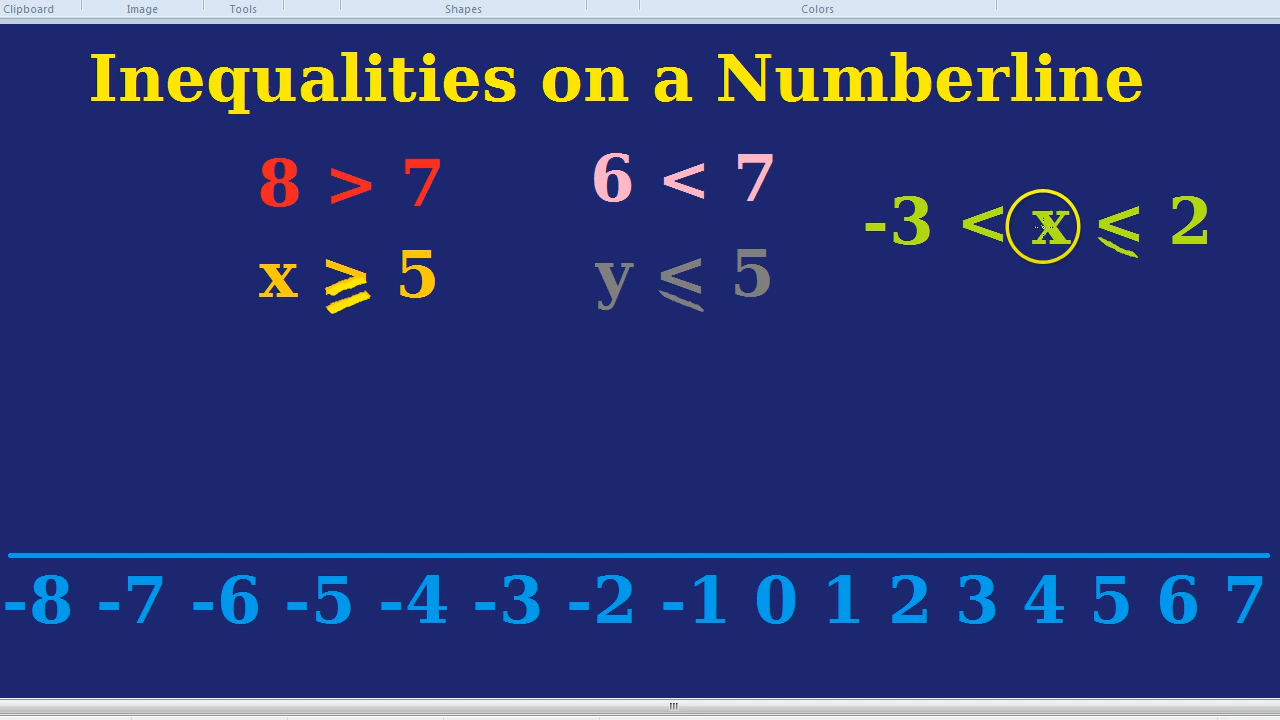 Clipboard Image Tools Shapes Colors
Inequalities on a Numberline
8 > 7 6 < 7
-3 < x ≤ 2
x ≥ 5 y ≤ 5
-8 -7 -6 -5 -4 -3 -2 -1 0 1 2 3 4 5 6 7